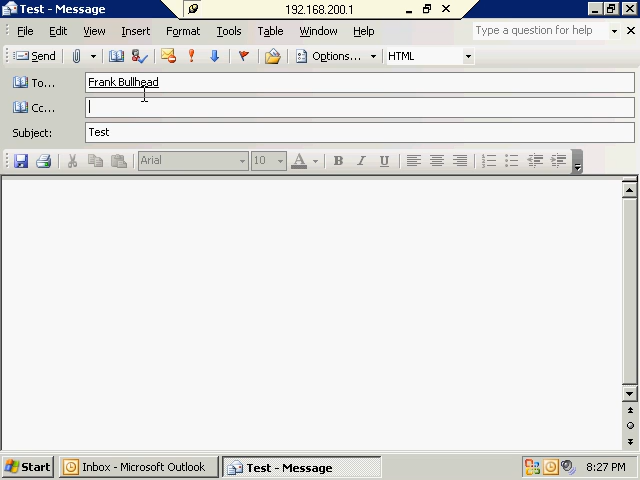 Test - Message
192.168.200.1
File Edit View Insert Format Tools Table Window Help Type a question for help
Send Options... HTML
To... Frank Bullhead
Cc...
Subject: Test
Arial 10 A B I U
Start Inbox - Microsoft Outlook Test - Message 8:27 PM